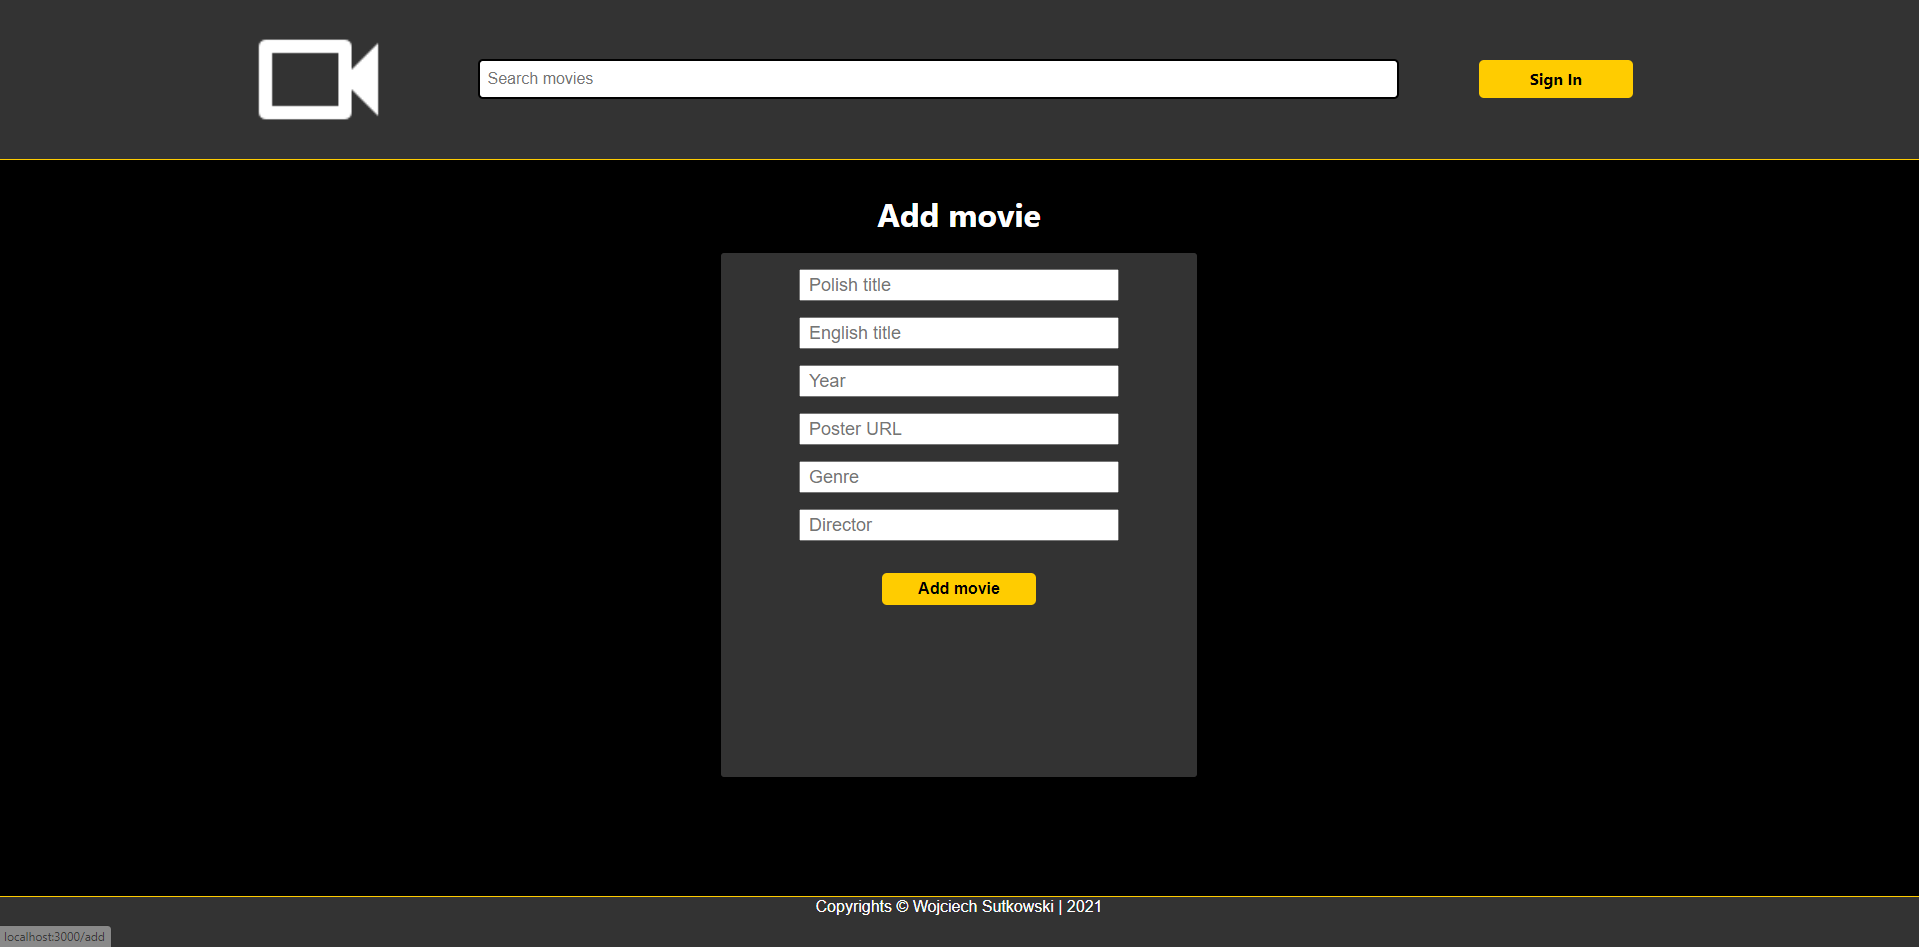 Search movies
Sign In
Add movie
Polish title
English title
Year
Poster URL
Genre
Director
Add movie
Copyrights © Wojciech Sutkowski | 2021
localhost:3000/add